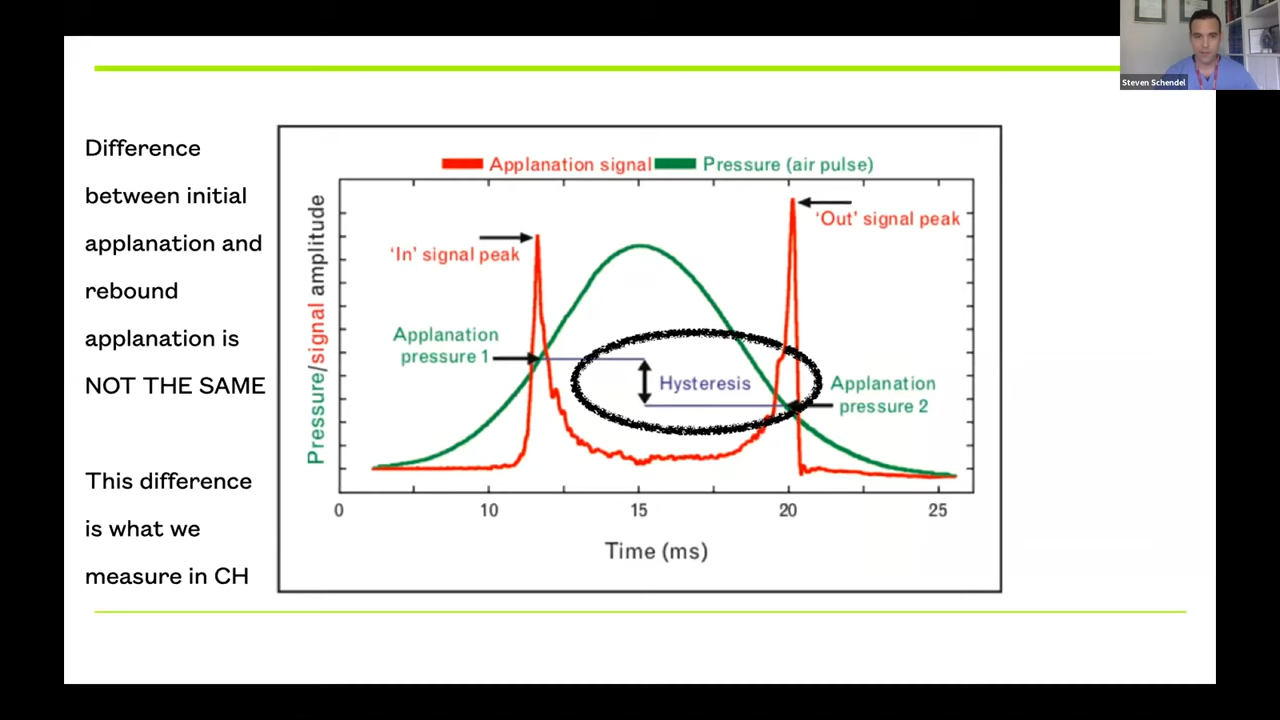 Steven Schendel
Difference
between initial
applanation and
rebound
applanation is
NOT THE SAME
This difference
is what we
measure in CH
Applanation signal
Pressure (air pulse)
Pressure/signal amplitude
'In' signal peak
'Out' signal peak
Applanation
pressure 1
Hysteresis
Applanation
pressure 2
0 10 15 20 25
Time (ms)